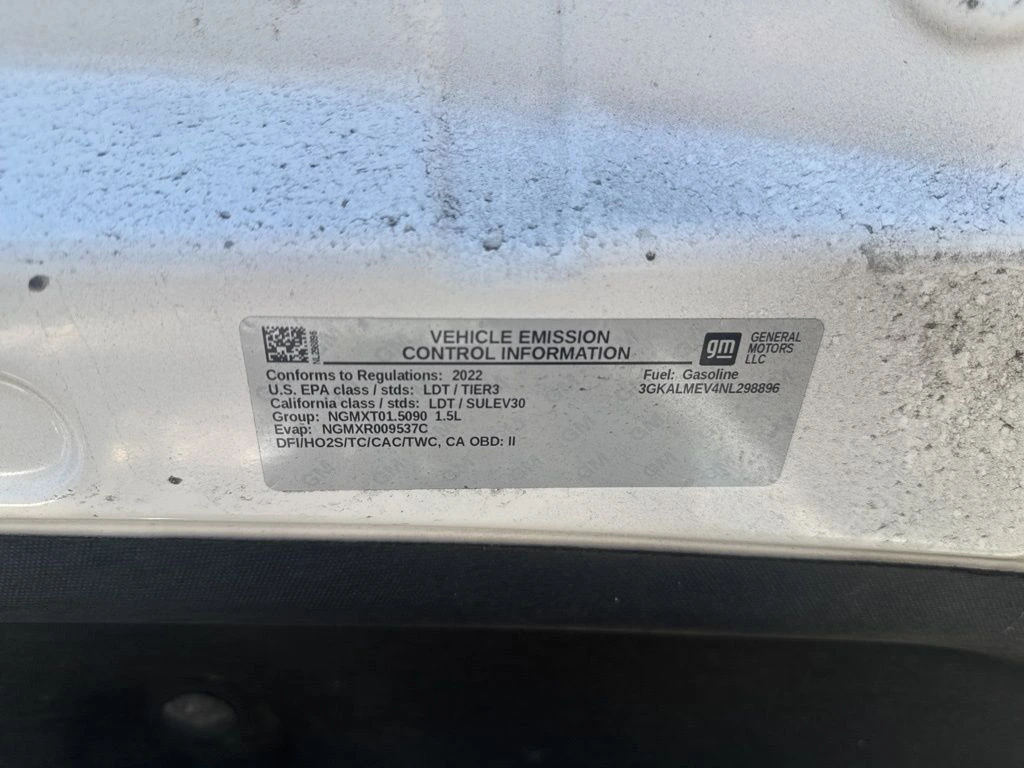 VEHICLE EMISSION
CONTROL INFORMATION
gm GENERAL
MOTORS
LLC
NL298896
Conforms to Regulations: 2022
Fuel: Gasoline
U.S. EPA class / stds: LDT / TIER3
3GKALMEV4NL298896
California class / stds: LDT / SULEV30
Group: NGMXT01.5090 1.5L
Evap: NGMXR009537C
DFI/HO2S/TC/CAC/TWC, CA OBD: II